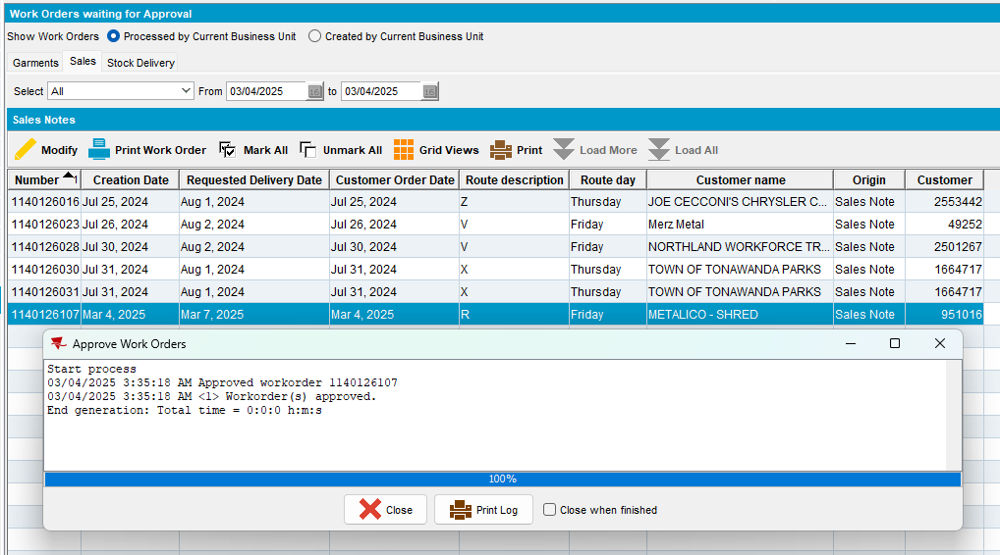 Work Orders waiting for Approval
Show Work Orders Processed by Current Business Unit Created by Current Business Unit
Garments Sales Stock Delivery
Select All From 03/04/2025 16 to 03/04/2025 16
Sales Notes
Modify Print Work Order Mark All Unmark All Grid Views Print Load More Load All
Number 1 Creation Date Requested Delivery Date Customer Order Date Route description Route day Customer name Origin Customer
1140126016 Jul 25, 2024 Aug 1, 2024 Jul 25, 2024 Z Thursday JOE CECCONI'S CHRYSLER C... Sales Note 2553442
1140126023 Jul 26, 2024 Aug 2, 2024 Jul 26, 2024 V Friday Merz Metal Sales Note 49252
1140126028 Jul 30, 2024 Aug 2, 2024 Jul 30, 2024 V Friday NORTHLAND WORKFORCE TR... Sales Note 2501267
1140126030 Jul 31, 2024 Aug 1, 2024 Jul 31, 2024 X Thursday TOWN OF TONAWANDA PARKS Sales Note 1664717
1140126031 Jul 31, 2024 Aug 1, 2024 Jul 31, 2024 X Thursday TOWN OF TONAWANDA PARKS Sales Note 1664717
1140126107 Mar 4, 2025 Mar 7, 2025 Mar 4, 2025 R Friday METALICO - SHRED Sales Note 951016
Approve Work Orders
Start process
03/04/2025 3:35:18 AM Approved workorder 1140126107
03/04/2025 3:35:18 AM <1> Workorder(s) approved.
End generation: Total time = 0:0:0 h:m:s
100%
Close Print Log Close when finished